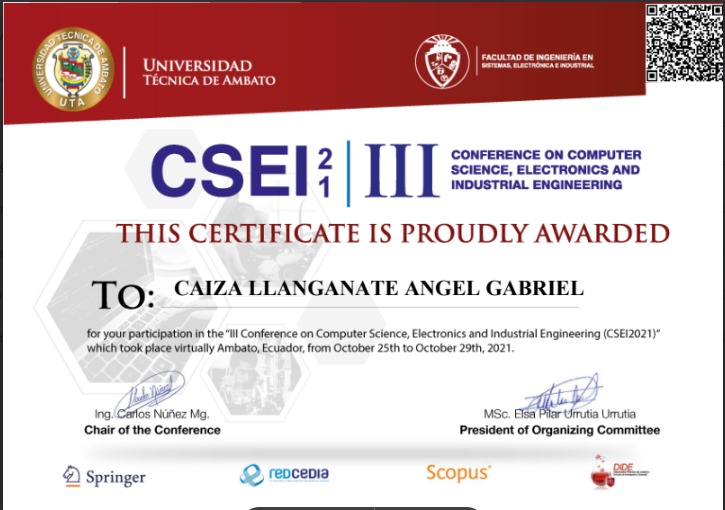 UNIVERSIDAD TÉCNICA DE AMBATO
UTA
UNIVERSIDAD
TÉCNICA DE AMBATO
FACULTAD DE INGENIERÍA EN
SISTEMAS, ELECTRÓNICA E INDUSTRIAL
CSEI 21
III
CONFERENCE ON COMPUTER
SCIENCE, ELECTRONICS AND
INDUSTRIAL ENGINEERING
THIS CERTIFICATE IS PROUDLY AWARDED
TO: CAIZA LLANGANATE ANGEL GABRIEL
for your participation in the "III Conference on Computer Science, Electronics and Industrial Engineering (CSEI2021)"
which took place virtually Ambato, Ecuador, from October 25th to October 29th, 2021.
Ing. Carlos Núñez Mg.
Chair of the Conference
MSc. Elsa Pilar Urrutia Urrutia
President of Organizing Committee
Springer
redcedia
Scopus
DIDE